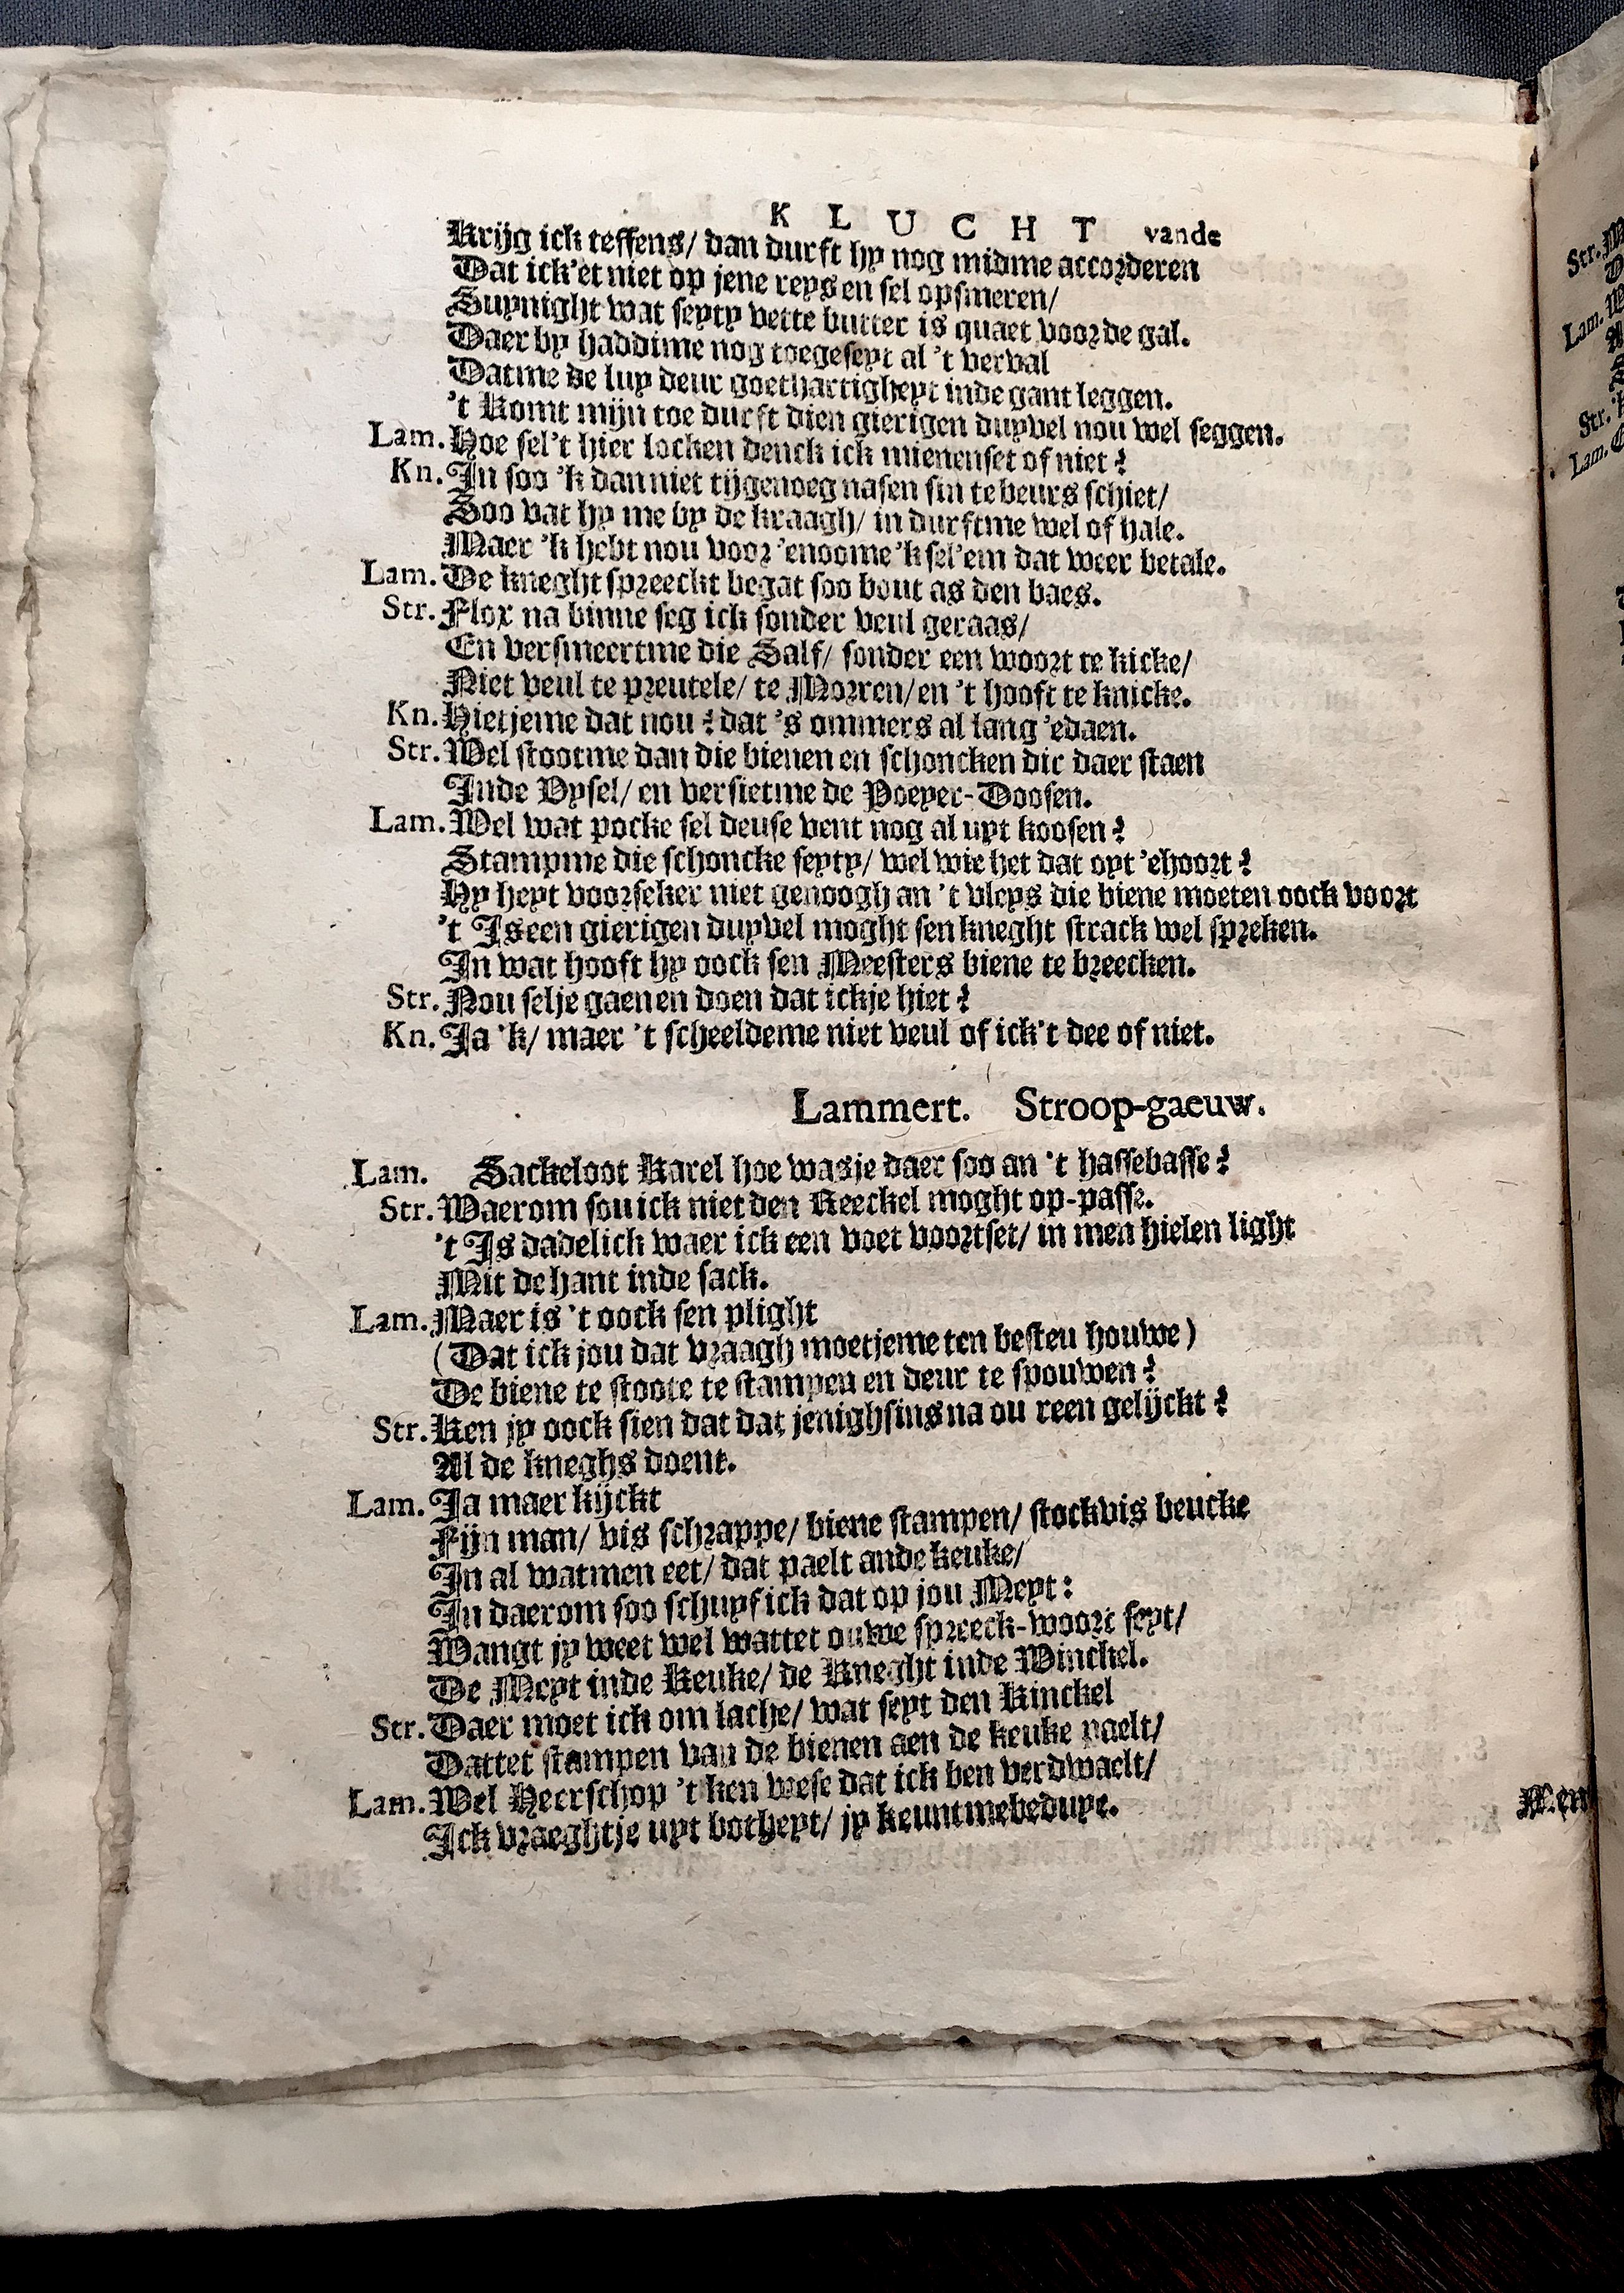 KLUCHT vande
Krijg ick teffens/ dan durft hy nog midme accorderen
Dat ick'et niet op jene reys en sel opsmeren/
Suynight wat seyty vette butter is quaet voor de gal.
Daer by haddime nog toegeseyt al 't verval
Datme de luy deur goethartigheyt inde gant leggen.
't Komt mijn toe durft dien gierigen duyvel nou wel seggen.
Lam. Hoe sel't hier locken denck ick mienenset of niet?
Kn. In soo 'k dan niet tijgenoeg na sen sin te beurs schiet/
Soo vat hy me by de kraagh/ in durftme wel of hale.
Maer 'k hebt nou voor 'enoome 'k sel'em dat weer betale.
Lam. De kneght spreeckt begat soo bout as den baes.
Str. Flox na binne seg ick sonder veul geraas/
En versmeertme die Salf/ sonder een woort te kicke/
Niet veul te preutele/ te Morren/ en 't hooft te knicke.
Kn. Hietjeme dat nou? dat 's ommers al lang 'edaen.
Str. Wel stootme dan die bienen en schoncken die daer staen
Inde Vysel/ en versietme de Poeyer-Doosen.
Lam. Wel wat pocke sel deuse vent nog al uyt koosen?
Stampme die schoncke seyty/ wel wie het dat oyt 'ehoort?
Hy heyt voorseker niet genoogh an 't vleys die biene moeten oock voort
't Is een gierigen duyvel moght sen kneght strack wel spreken.
In wat hooft hy oock sen Meesters biene te breecken.
Str. Nou selje gaen en doen dat ickje hiet?
Kn. Ja 'k/ maer 't scheeldeme niet veul of ick 't dee of niet.
Lammert. Stroop-gaeuw.
Lam. Sackeloot Karel hoe wasje daer soo an 't hassebasse?
Str. Waerom sou ick niet den Reeckel moght op-passe.
't Is dadelick waer ick een voet voortset/ in men hielen light
Mit de hant inde sack.
Lam. Maer is 't oock sen plight
(Dat ick jou dat vraagh moetjeme ten besten houwe)
De biene te stoote te stampen en deur te spouwen?
Str. Ken jy oock sien dat dat jenighsins na ou reen gelijckt?
Al de kneghs doent.
Lam. Ja maer kijckt
Fijn man/ vis schrappe/ biene stampen/ stockvis beucke
In al watmen eet/ dat paelt ande keuke/
In daerom soo schuyf ick dat op jou Meyt:
Wangt jy weet wel wattet ouwe spreeck-woort seyt/
De Meyt inde Keuke/ de Kneght inde Winckel.
Str. Daer moet ick om lache/ wat seyt den Kinckel
Dattet stampen van de bienen aen de keuke paelt/
Lam. Wel Heerschop 't ken wese dat ick ben verdwaelt/
Ick vraeghtje uyt botheyt/ jy keuntmebeduye.
Men
Str.
Lam.
Str.
Lam.